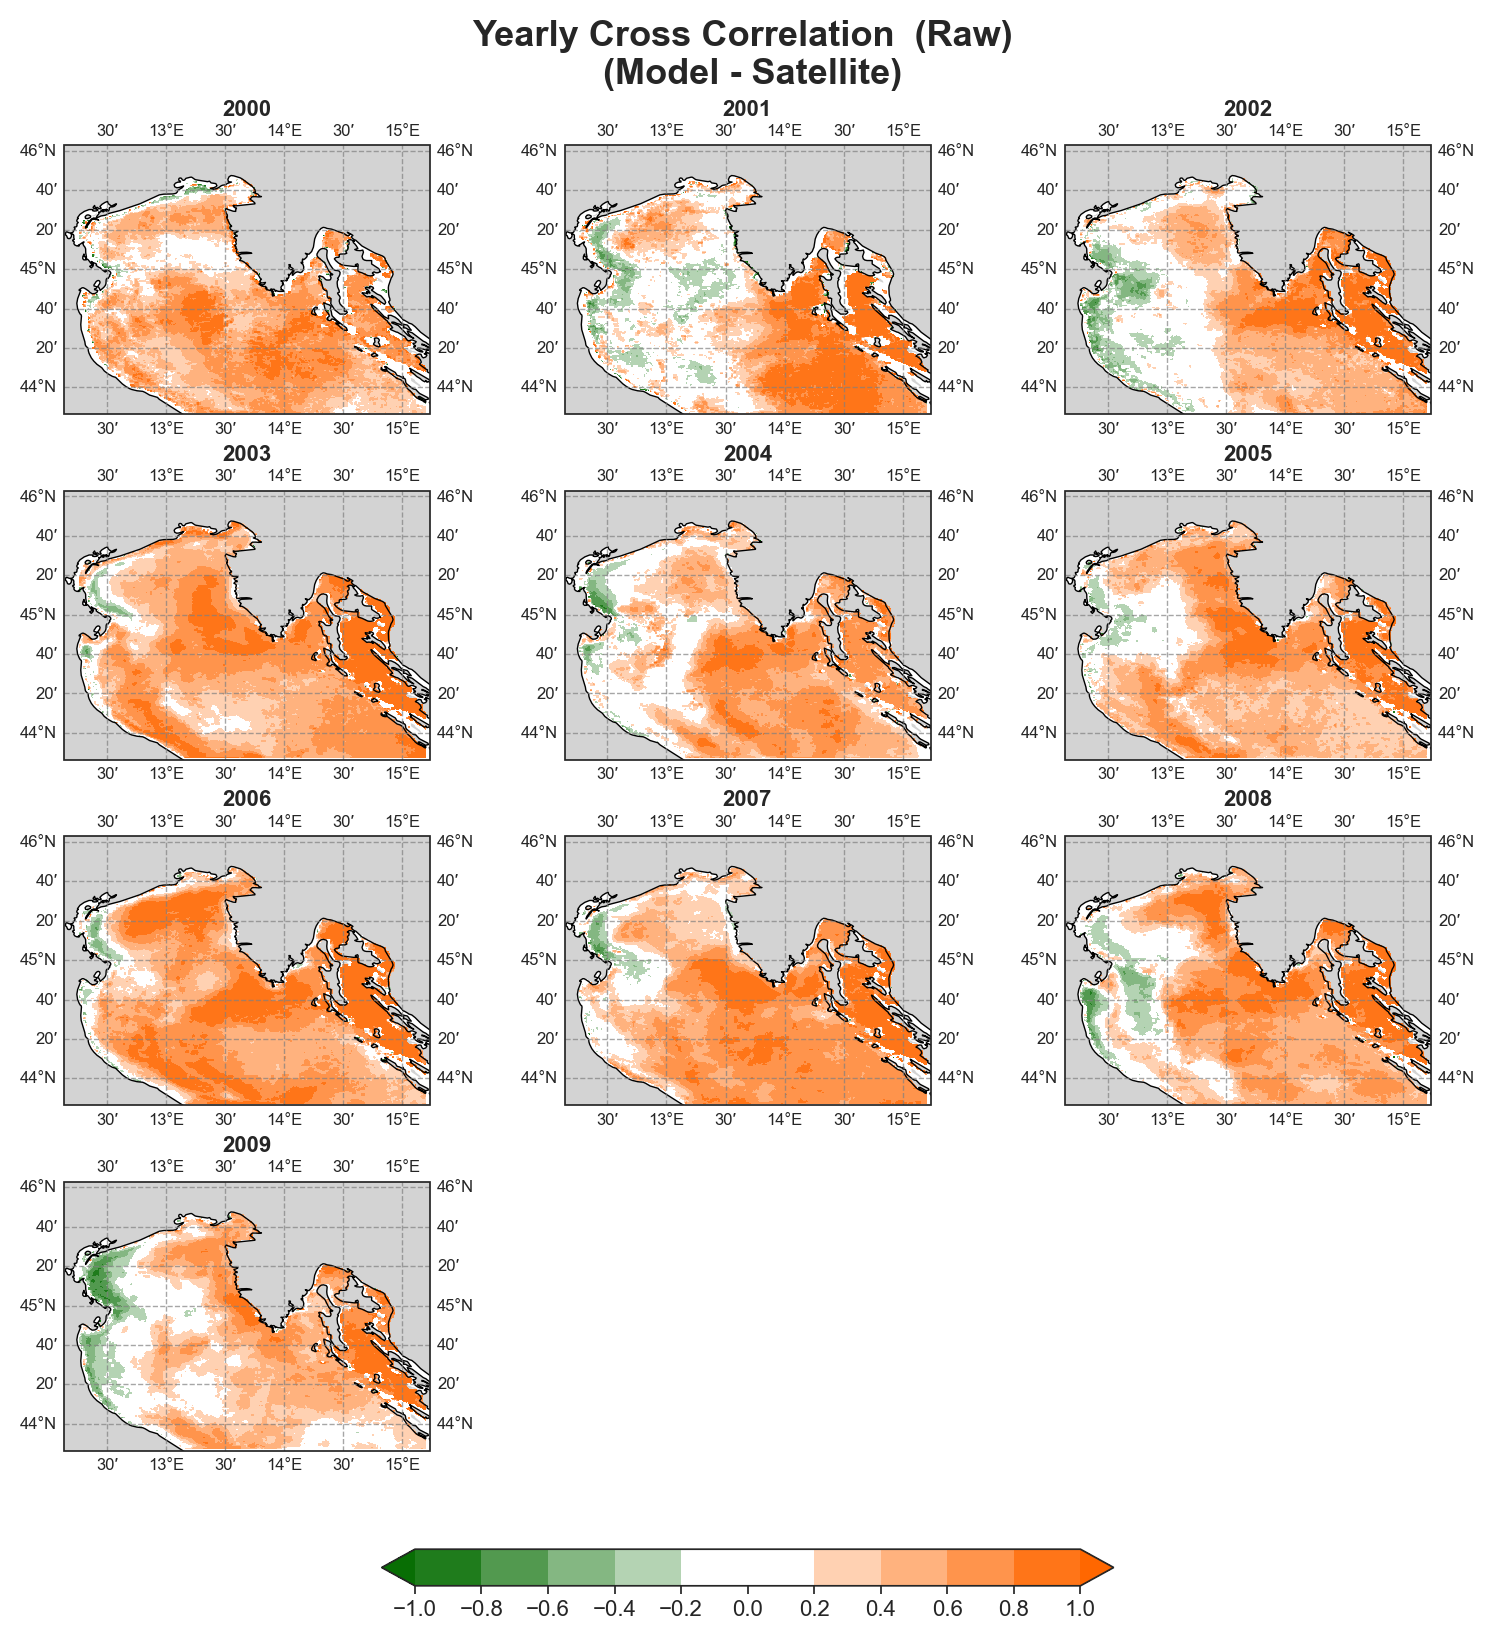 Yearly Cross Correlation (Raw)
(Model - Satellite)
2000 2001 2002
30′ 13°E 30′ 14°E 30′ 15°E 30′ 13°E 30′ 14°E 30′ 15°E 30′ 13°E 30′ 14°E 30′ 15°E
46°N 46°N 46°N 46°N 46°N 46°N
40′ 40′ 40′ 40′ 40′ 40′
20′ 20′ 20′ 20′ 20′ 20′
45°N 45°N 45°N 45°N 45°N 45°N
40′ 40′ 40′ 40′ 40′ 40′
20′ 20′ 20′ 20′ 20′ 20′
44°N 44°N 44°N 44°N 44°N 44°N
30′ 13°E 30′ 14°E 30′ 15°E 30′ 13°E 30′ 14°E 30′ 15°E 30′ 13°E 30′ 14°E 30′ 15°E
2003 2004 2005
30′ 13°E 30′ 14°E 30′ 15°E 30′ 13°E 30′ 14°E 30′ 15°E 30′ 13°E 30′ 14°E 30′ 15°E
46°N 46°N 46°N 46°N 46°N 46°N
40′ 40′ 40′ 40′ 40′ 40′
20′ 20′ 20′ 20′ 20′ 20′
45°N 45°N 45°N 45°N 45°N 45°N
40′ 40′ 40′ 40′ 40′ 40′
20′ 20′ 20′ 20′ 20′ 20′
44°N 44°N 44°N 44°N 44°N 44°N
30′ 13°E 30′ 14°E 30′ 15°E 30′ 13°E 30′ 14°E 30′ 15°E 30′ 13°E 30′ 14°E 30′ 15°E
2006 2007 2008
30′ 13°E 30′ 14°E 30′ 15°E 30′ 13°E 30′ 14°E 30′ 15°E 30′ 13°E 30′ 14°E 30′ 15°E
46°N 46°N 46°N 46°N 46°N 46°N
40′ 40′ 40′ 40′ 40′ 40′
20′ 20′ 20′ 20′ 20′ 20′
45°N 45°N 45°N 45°N 45°N 45°N
40′ 40′ 40′ 40′ 40′ 40′
20′ 20′ 20′ 20′ 20′ 20′
44°N 44°N 44°N 44°N 44°N 44°N
30′ 13°E 30′ 14°E 30′ 15°E 30′ 13°E 30′ 14°E 30′ 15°E 30′ 13°E 30′ 14°E 30′ 15°E
2009
30′ 13°E 30′ 14°E 30′ 15°E
46°N 46°N
40′ 40′
20′ 20′
45°N 45°N
40′ 40′
20′ 20′
44°N 44°N
30′ 13°E 30′ 14°E 30′ 15°E
−1.0 −0.8 −0.6 −0.4 −0.2 0.0 0.2 0.4 0.6 0.8 1.0